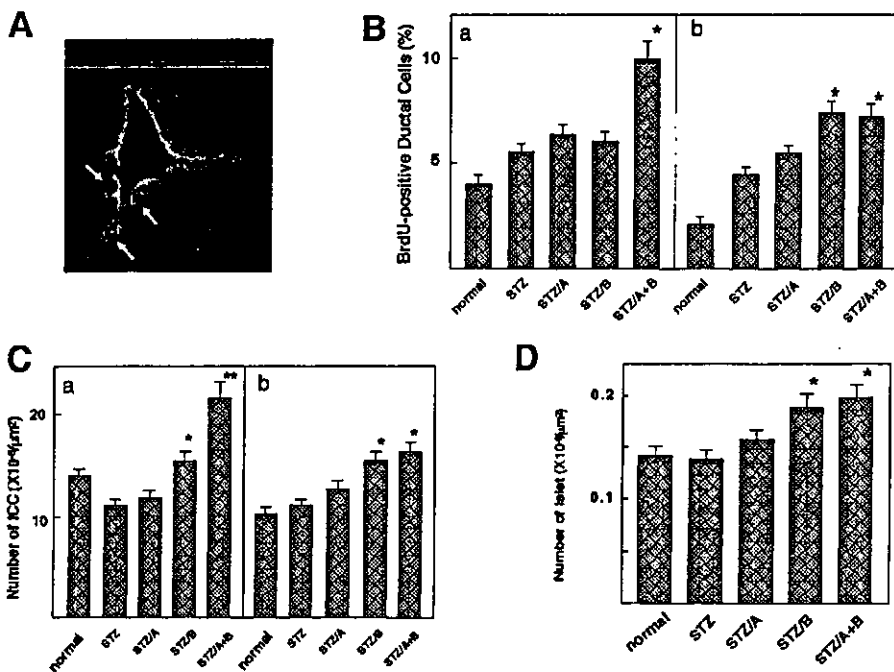 A
B
BrdU-positive Ductal Cells (%)
10
5
a
*
b
*
*
normal
STZ
STZ/A
STZ/B
STZ/A+B
normal
STZ
STZ/A
STZ/B
STZ/A+B
C
20
10
a
*
**
b
*
*
normal
STZ
STZ/A
STZ/B
STZ/A+B
normal
STZ
STZ/A
STZ/B
STZ/A+B
Number of ICC
D
Number of Islet
0.2
0.1
*
*
normal
STZ
STZ/A
STZ/B
STZ/A+B